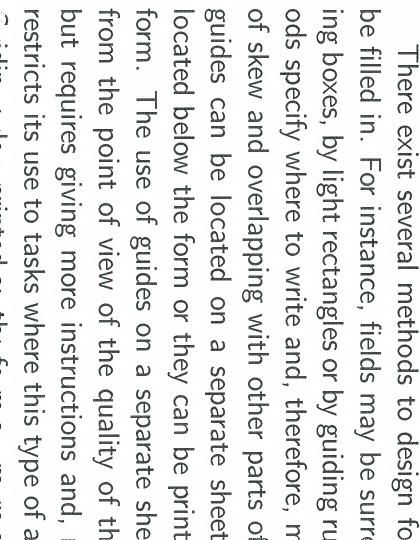 There exist several methods to design fo
be filled in. For instance, fields may be surro
ing boxes, by light rectangles or by guiding ru
ods specify where to write and, therefore, m
of skew and overlapping with other parts of
guides can be located on a separate sheet
located below the form or they can be print
form. The use of guides on a separate she
from the point of view of the quality of th
but requires giving more instructions and,
restricts its use to tasks where this type of a